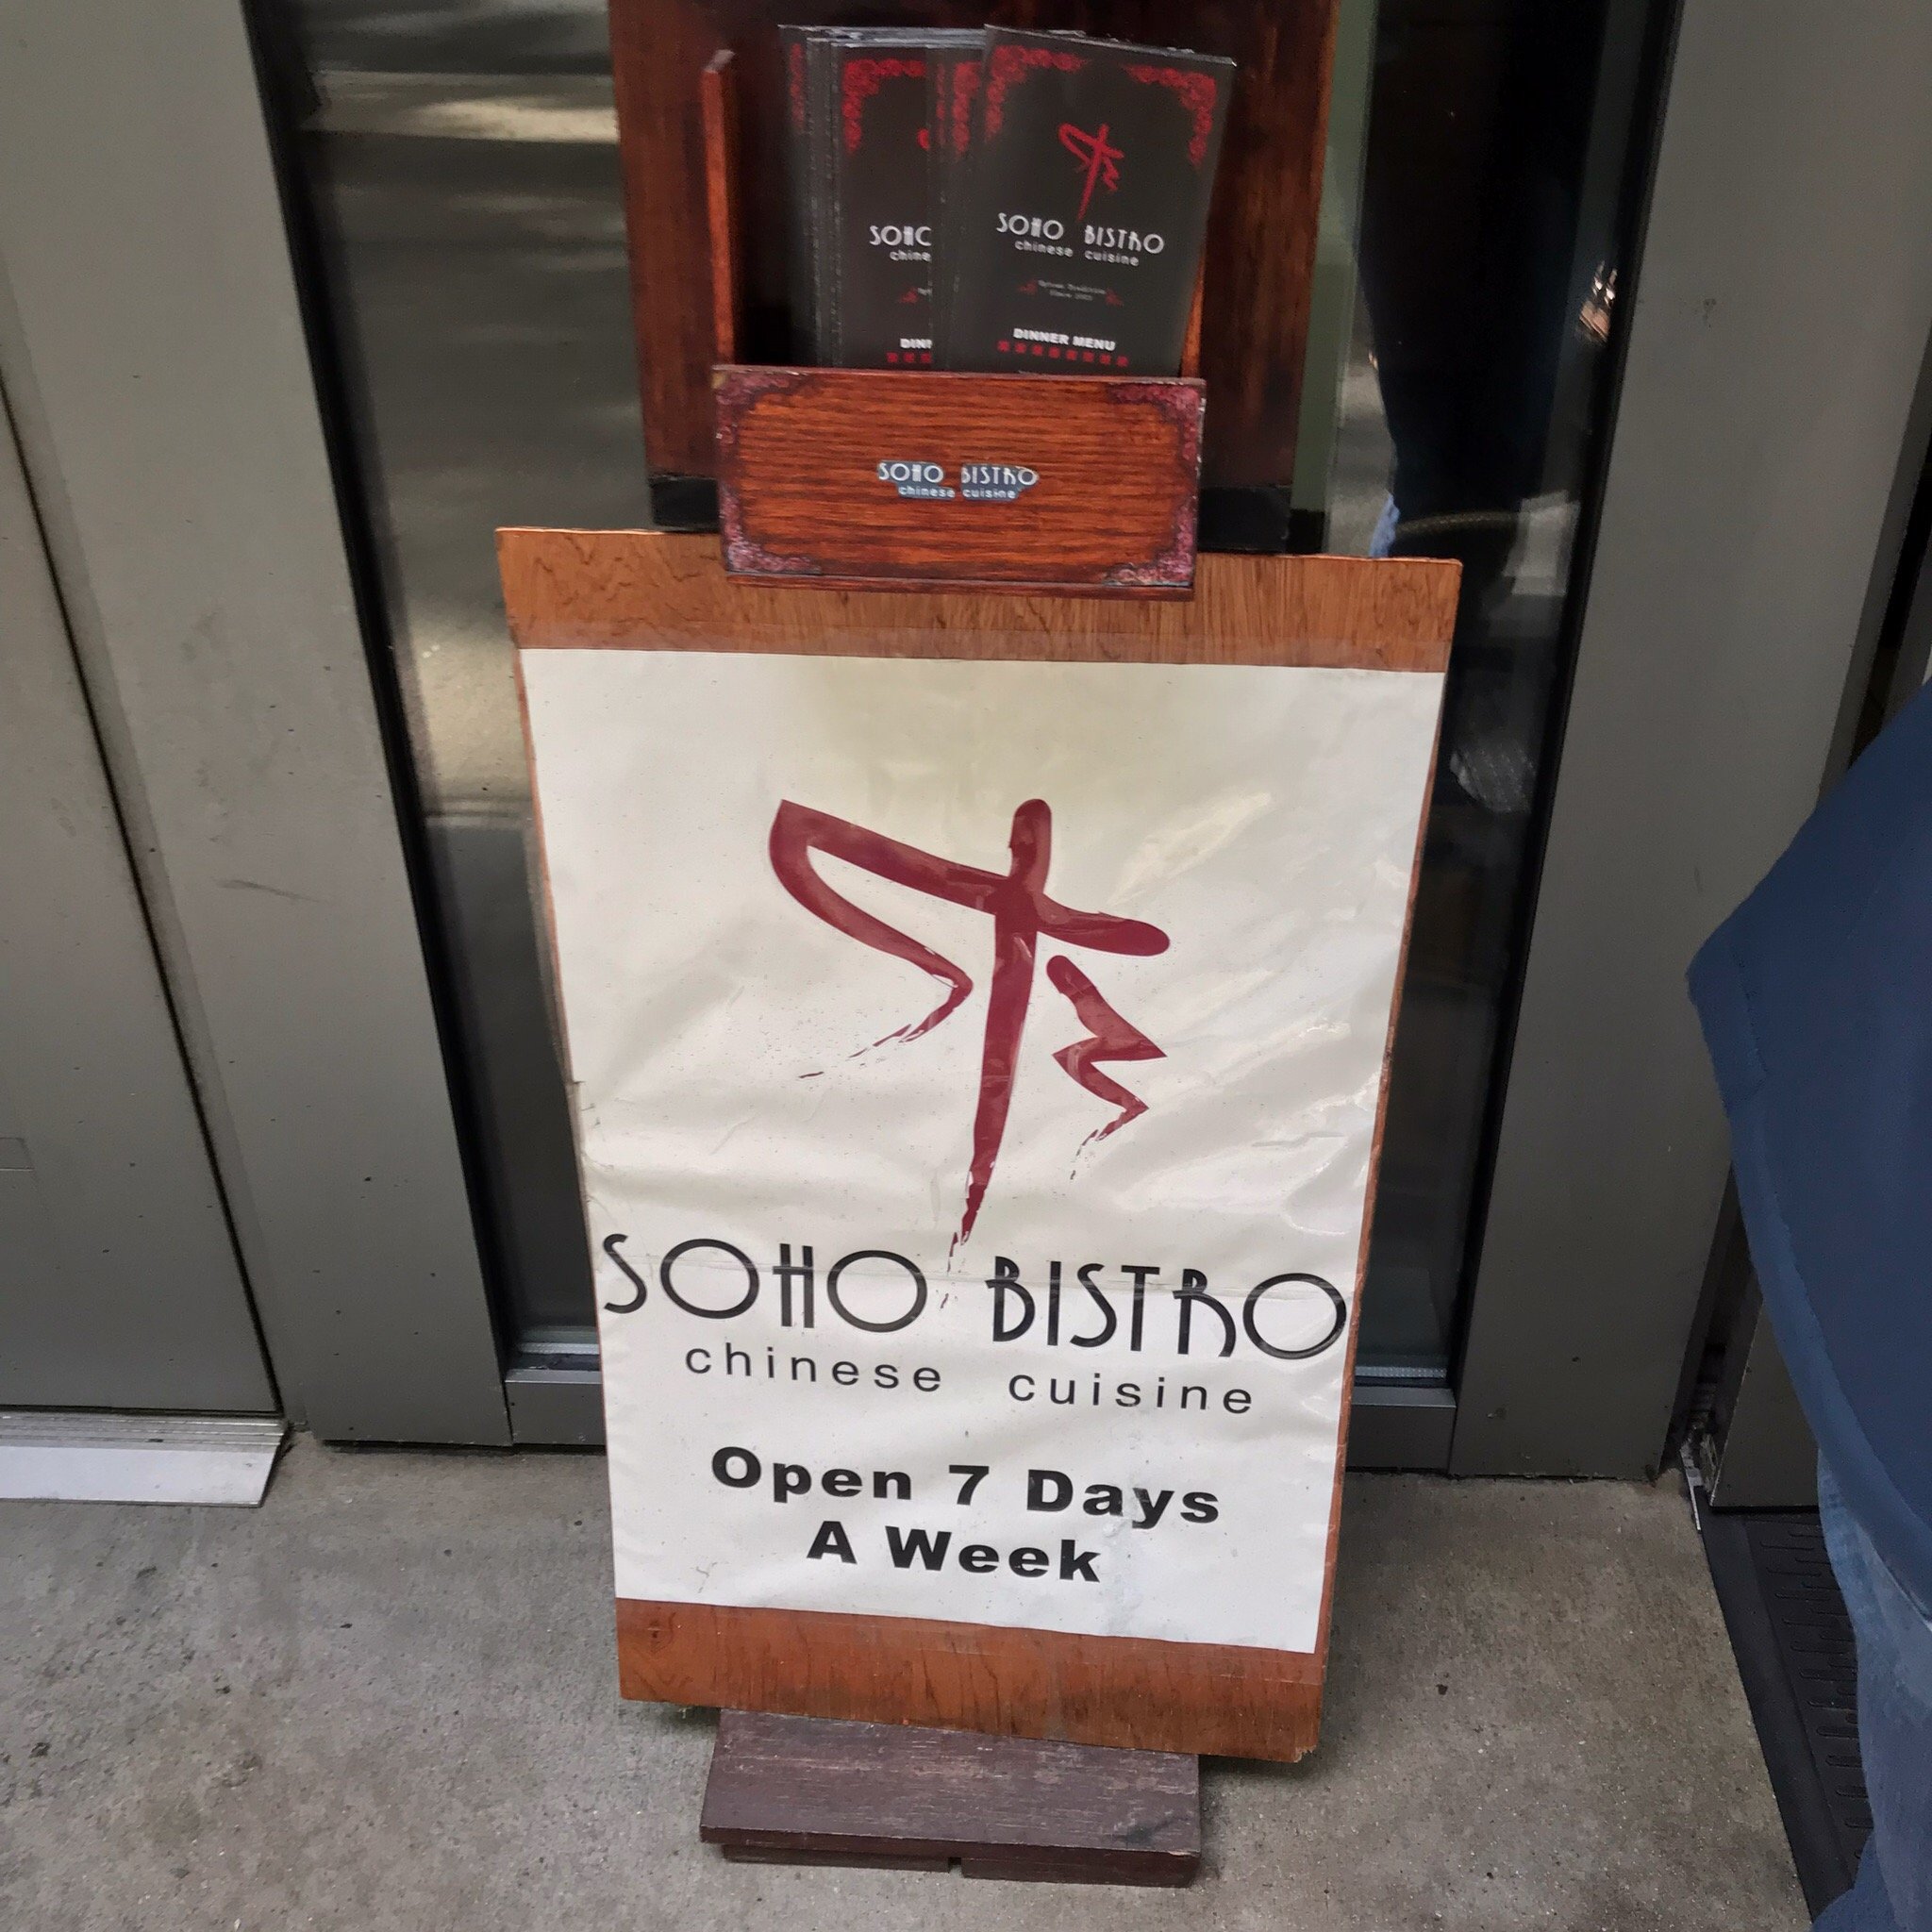 SOHO BISTRO
chinese cuisine
DINNER MENU
SOHO BISTRO
chinese cuisine
SOHO BISTRO
chinese cuisine
Open 7 Days
A Week